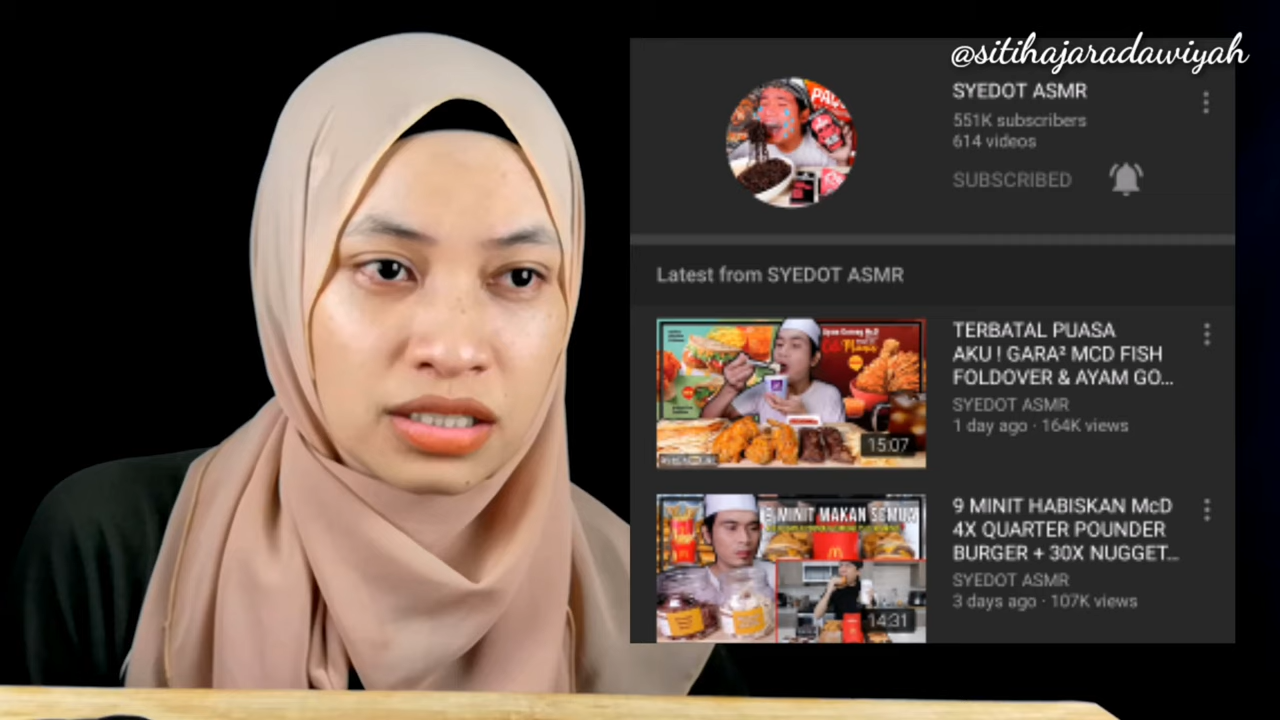 @sitihajaradawiyah
SYEDOT ASMR
551K subscribers
614 videos
SUBSCRIBED
Latest from SYEDOT ASMR
TERBATAL PUASA
AKU ! GARA² MCD FISH
FOLDOVER & AYAM GO...
SYEDOT ASMR
1 day ago · 164K views
15:07
9 MINIT MAKAN SEMUA
9 MINIT HABISKAN McD
4X QUARTER POUNDER
BURGER + 30X NUGGET...
SYEDOT ASMR
3 days ago · 107K views
14:31